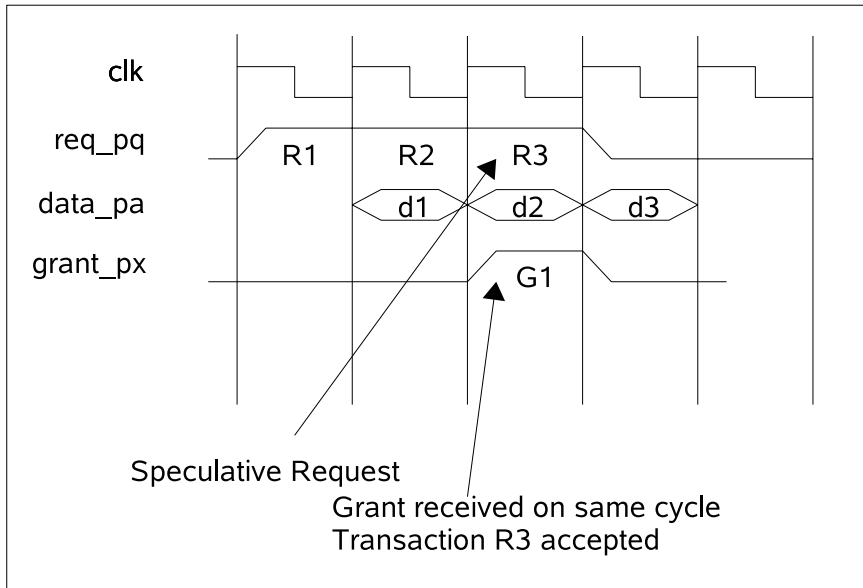 clk
req_pq R1 R2 R3
data_pa d1 d2 d3
grant_px G1
Speculative Request
Grant received on same cycle
Transaction R3 accepted